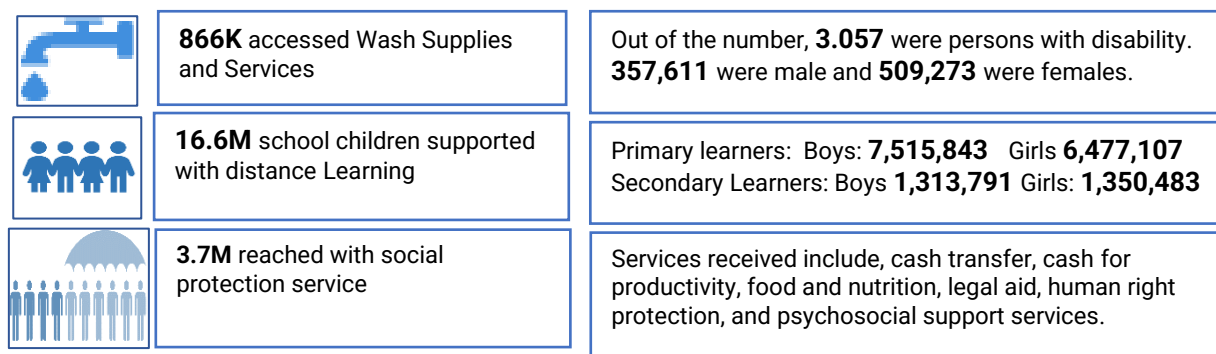 866K accessed Wash Supplies
and Services
Out of the number, 3.057 were persons with disability.
357,611 were male and 509,273 were females.
16.6M school children supported
with distance Learning
Primary learners: Boys: 7,515,843 Girls 6,477,107
Secondary Learners: Boys 1,313,791 Girls: 1,350,483
3.7M reached with social
protection service
Services received include, cash transfer, cash for
productivity, food and nutrition, legal aid, human right
protection, and psychosocial support services.